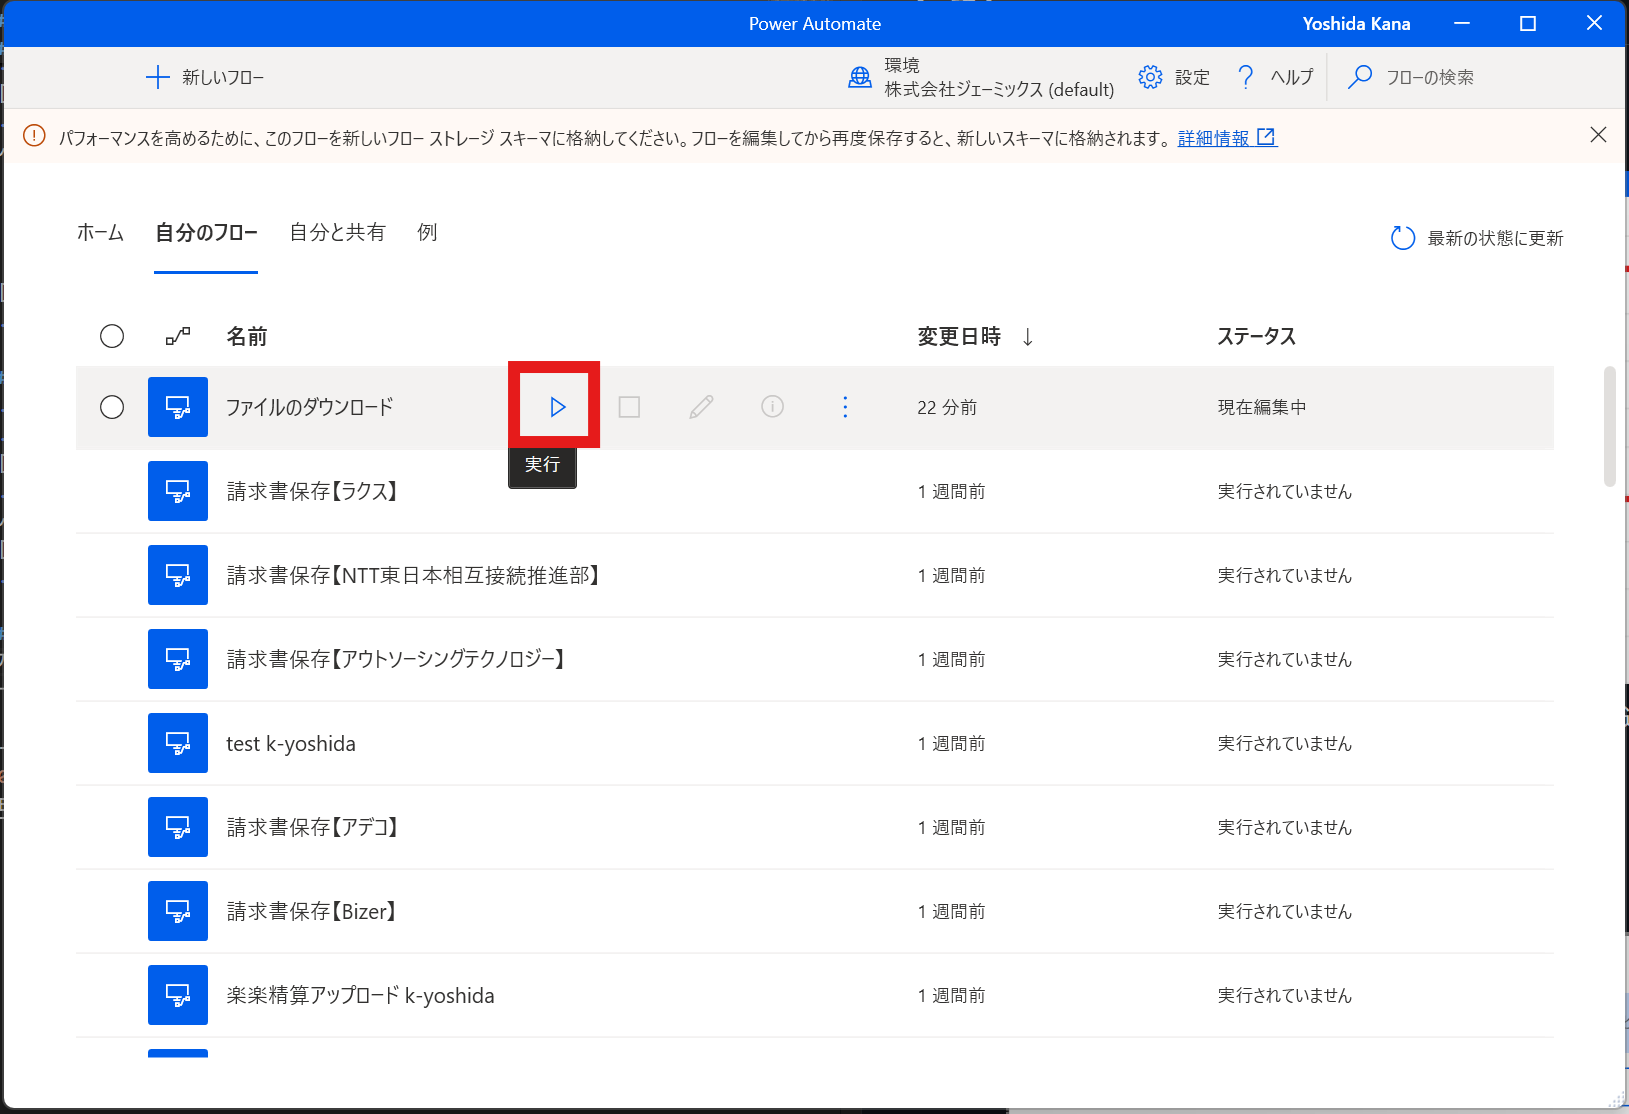 Power Automate
Yoshida Kana
新しいフロー
環境
株式会社ジェーミックス (default)
設定
ヘルプ
フローの検索
パフォーマンスを高めるために、このフローを新しいフロー ストレージ スキーマに格納してください。フローを編集してから再度保存すると、新しいスキーマに格納されます。 詳細情報
ホーム
自分のフロー
自分と共有
例
最新の状態に更新
名前
変更日時 ↓
ステータス
ファイルのダウンロード
22 分前
現在編集中
実行
請求書保存【ラクス】
1 週間前
実行されていません
請求書保存【NTT東日本相互接続推進部】
1 週間前
実行されていません
請求書保存【アウトソーシングテクノロジー】
1 週間前
実行されていません
test k-yoshida
1 週間前
実行されていません
請求書保存【アデコ】
1 週間前
実行されていません
請求書保存【Bizer】
1 週間前
実行されていません
楽楽精算アップロード k-yoshida
1 週間前
実行されていません